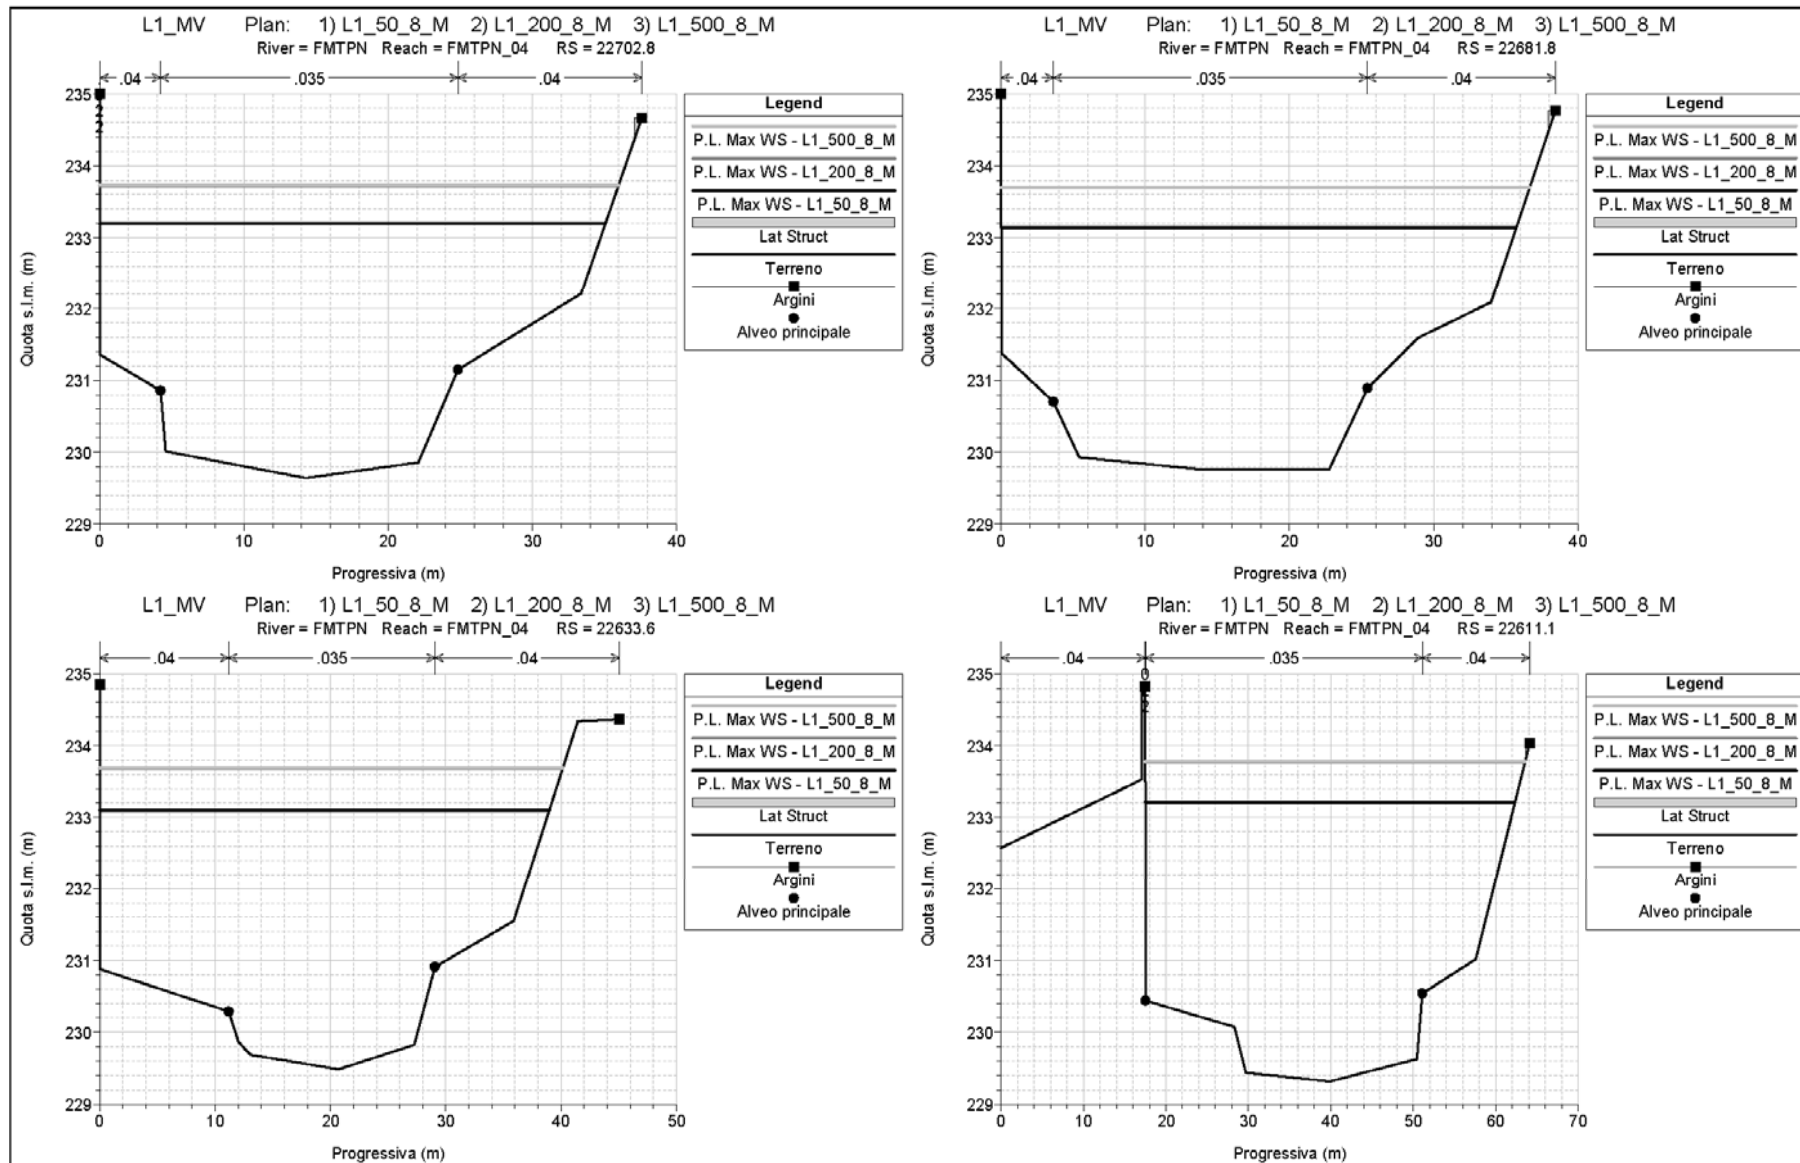 L1_MV Plan: 1) L1_50_8_M 2) L1_200_8_M 3) L1_500_8_M
River = FMTPN Reach = FMTPN_04 RS = 22702.8
.04 .035 .04
235
234
233
232
231
230
229
0 10 20 30 40
Quota s.l.m. (m)
Progressiva (m)
Legend
P.L. Max WS - L1_500_8_M
P.L. Max WS - L1_200_8_M
P.L. Max WS - L1_50_8_M
Lat Struct
Terreno
Argini
Alveo principale
L1_MV Plan: 1) L1_50_8_M 2) L1_200_8_M 3) L1_500_8_M
River = FMTPN Reach = FMTPN_04 RS = 22681.8
.04 .035 .04
235
234
233
232
231
230
229
0 10 20 30 40
Quota s.l.m. (m)
Progressiva (m)
Legend
P.L. Max WS - L1_500_8_M
P.L. Max WS - L1_200_8_M
P.L. Max WS - L1_50_8_M
Lat Struct
Terreno
Argini
Alveo principale
L1_MV Plan: 1) L1_50_8_M 2) L1_200_8_M 3) L1_500_8_M
River = FMTPN Reach = FMTPN_04 RS = 22633.6
.04 .035 .04
235
234
233
232
231
230
229
0 10 20 30 40 50
Quota s.l.m. (m)
Progressiva (m)
Legend
P.L. Max WS - L1_500_8_M
P.L. Max WS - L1_200_8_M
P.L. Max WS - L1_50_8_M
Lat Struct
Terreno
Argini
Alveo principale
L1_MV Plan: 1) L1_50_8_M 2) L1_200_8_M 3) L1_500_8_M
River = FMTPN Reach = FMTPN_04 RS = 22611.1
.04 .035 .04
235
234
233
232
231
230
229
0 10 20 30 40 50 60 70
Quota s.l.m. (m)
Progressiva (m)
Legend
P.L. Max WS - L1_500_8_M
P.L. Max WS - L1_200_8_M
P.L. Max WS - L1_50_8_M
Lat Struct
Terreno
Argini
Alveo principale